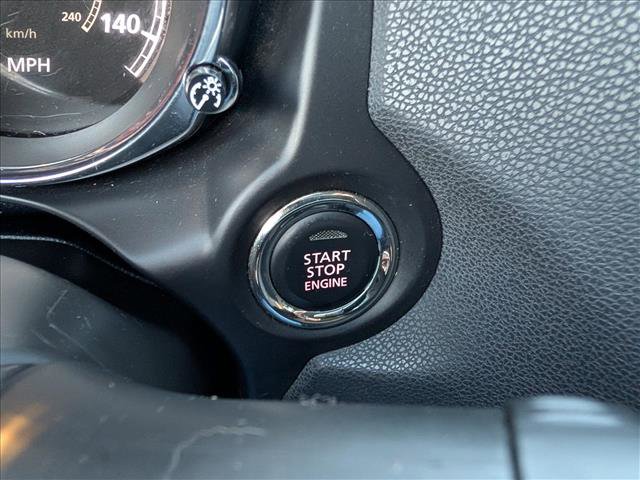 240
140
km/h
MPH
START
STOP
ENGINE